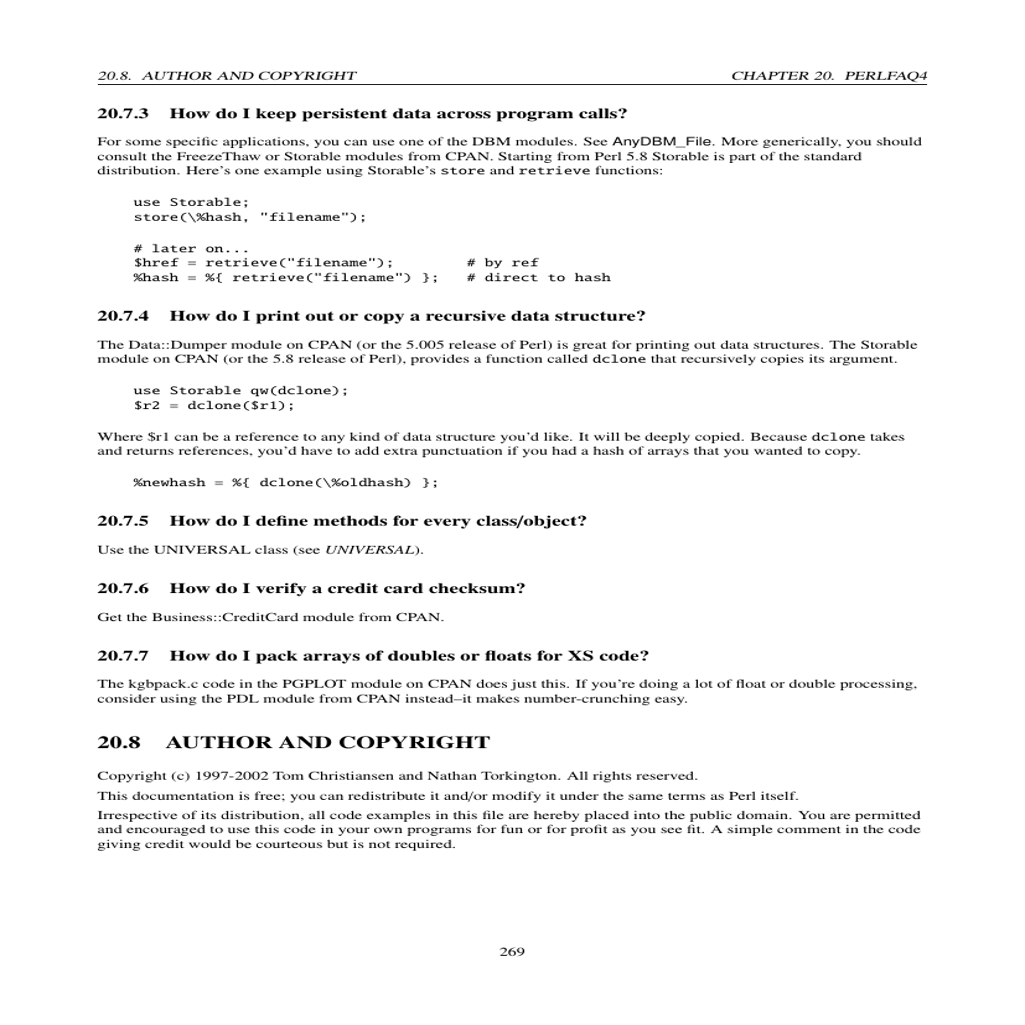 20.8. AUTHOR AND COPYRIGHT CHAPTER 20. PERLFAQ4
20.7.3 How do I keep persistent data across program calls?
For some specific applications, you can use one of the DBM modules. See AnyDBM_File. More generically, you should
consult the FreezeThaw or Storable modules from CPAN. Starting from Perl 5.8 Storable is part of the standard
distribution. Here's one example using Storable's store and retrieve functions:
use Storable;
store(\%hash, "filename");
# later on...
$href = retrieve("filename"); # by ref
%hash = %{ retrieve("filename") }; # direct to hash
20.7.4 How do I print out or copy a recursive data structure?
The Data::Dumper module on CPAN (or the 5.005 release of Perl) is great for printing out data structures. The Storable
module on CPAN (or the 5.8 release of Perl), provides a function called dclone that recursively copies its argument.
use Storable qw(dclone);
$r2 = dclone($r1);
Where $r1 can be a reference to any kind of data structure you'd like. It will be deeply copied. Because dclone takes
and returns references, you'd have to add extra punctuation if you had a hash of arrays that you wanted to copy.
%newhash = %{ dclone(\%oldhash) };
20.7.5 How do I define methods for every class/object?
Use the UNIVERSAL class (see UNIVERSAL).
20.7.6 How do I verify a credit card checksum?
Get the Business::CreditCard module from CPAN.
20.7.7 How do I pack arrays of doubles or floats for XS code?
The kgbpack.c code in the PGPLOT module on CPAN does just this. If you're doing a lot of float or double processing,
consider using the PDL module from CPAN instead–it makes number-crunching easy.
20.8 AUTHOR AND COPYRIGHT
Copyright (c) 1997-2002 Tom Christiansen and Nathan Torkington. All rights reserved.
This documentation is free; you can redistribute it and/or modify it under the same terms as Perl itself.
Irrespective of its distribution, all code examples in this file are hereby placed into the public domain. You are permitted
and encouraged to use this code in your own programs for fun or for profit as you see fit. A simple comment in the code
giving credit would be courteous but is not required.
269